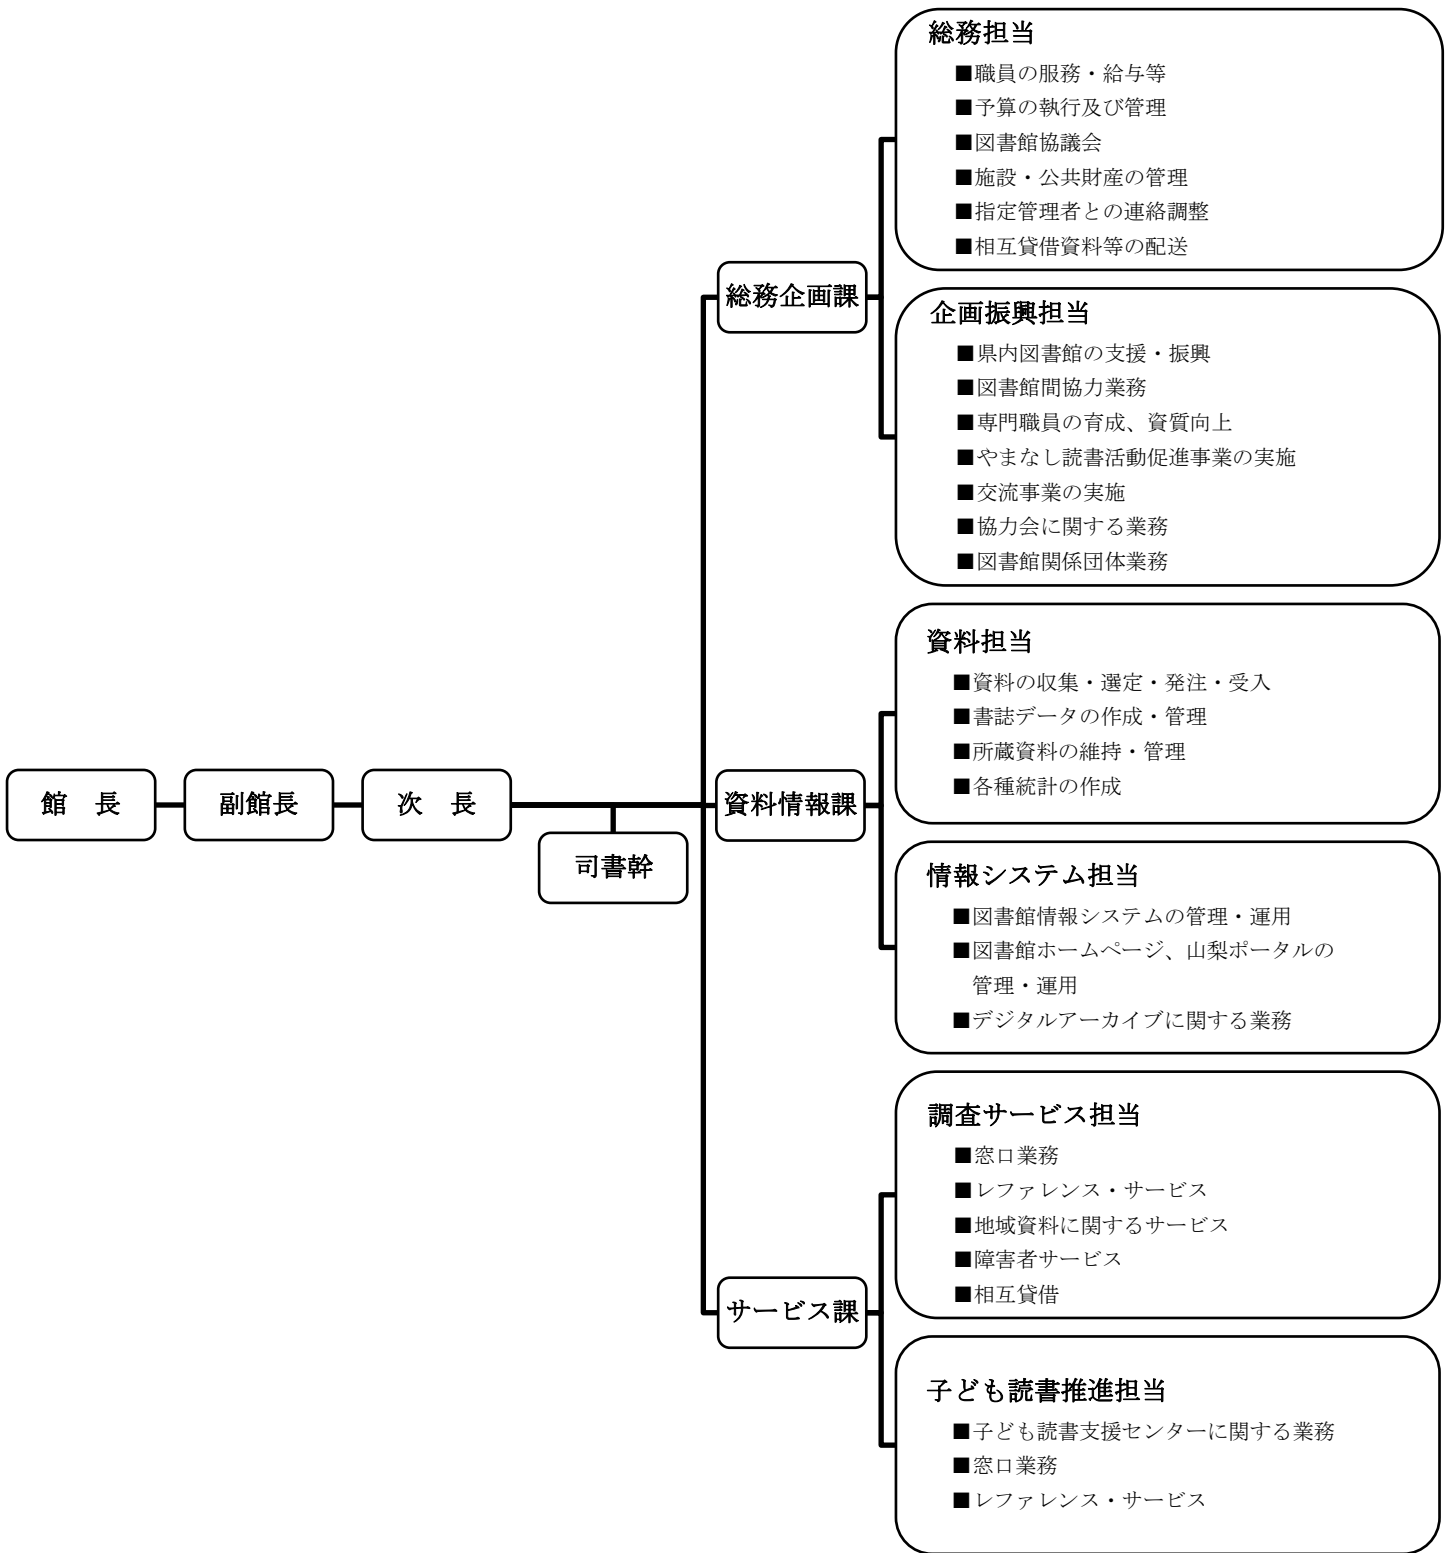 館　長
副館長
次　長
司書幹
総務企画課
総務担当
■職員の服務・給与等
■予算の執行及び管理
■図書館協議会
■施設・公共財産の管理
■指定管理者との連絡調整
■相互貸借資料等の配送
企画振興担当
■県内図書館の支援・振興
■図書館間協力業務
■専門職員の育成、資質向上
■やまなし読書活動促進事業の実施
■交流事業の実施
■協力会に関する業務
■図書館関係団体業務
資料情報課
資料担当
■資料の収集・選定・発注・受入
■書誌データの作成・管理
■所蔵資料の維持・管理
■各種統計の作成
情報システム担当
■図書館情報システムの管理・運用
■図書館ホームページ、山梨ポータルの
管理・運用
■デジタルアーカイブに関する業務
サービス課
調査サービス担当
■窓口業務
■レファレンス・サービス
■地域資料に関するサービス
■障害者サービス
■相互貸借
子ども読書推進担当
■子ども読書支援センターに関する業務
■窓口業務
■レファレンス・サービス